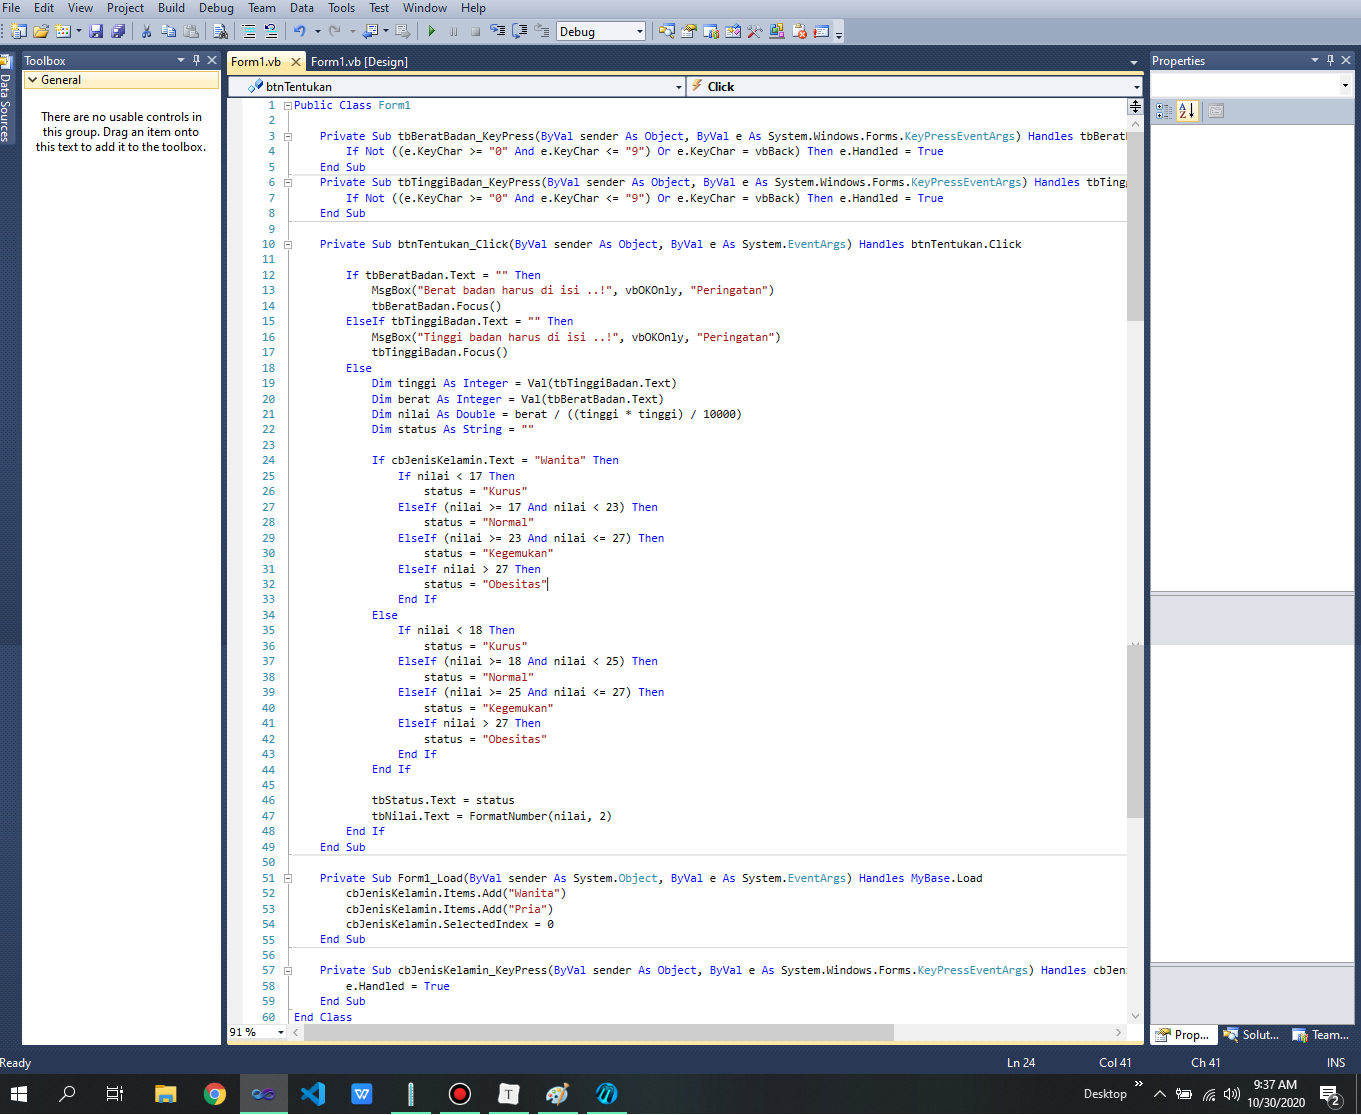 File Edit View Project Build Debug Team Data Tools Test Window Help
Debug
Data Sources
Toolbox
General
There are no usable controls in
this group. Drag an item onto
this text to add it to the toolbox.
Form1.vb Form1.vb [Design]
btnTentukan Click
1 Public Class Form1
2
3 Private Sub tbBeratBadan_KeyPress(ByVal sender As Object, ByVal e As System.Windows.Forms.KeyPressEventArgs) Handles tbBerat
4 If Not ((e.KeyChar >= "0" And e.KeyChar <= "9") Or e.KeyChar = vbBack) Then e.Handled = True
5 End Sub
6 Private Sub tbTinggiBadan_KeyPress(ByVal sender As Object, ByVal e As System.Windows.Forms.KeyPressEventArgs) Handles tbTing
7 If Not ((e.KeyChar >= "0" And e.KeyChar <= "9") Or e.KeyChar = vbBack) Then e.Handled = True
8 End Sub
9
10 Private Sub btnTentukan_Click(ByVal sender As Object, ByVal e As System.EventArgs) Handles btnTentukan.Click
11
12 If tbBeratBadan.Text = "" Then
13 MsgBox("Berat badan harus di isi ..!", vbOKOnly, "Peringatan")
14 tbBeratBadan.Focus()
15 ElseIf tbTinggiBadan.Text = "" Then
16 MsgBox("Tinggi badan harus di isi ..!", vbOKOnly, "Peringatan")
17 tbTinggiBadan.Focus()
18 Else
19 Dim tinggi As Integer = Val(tbTinggiBadan.Text)
20 Dim berat As Integer = Val(tbBeratBadan.Text)
21 Dim nilai As Double = berat / ((tinggi * tinggi) / 10000)
22 Dim status As String = ""
23
24 If cbJenisKelamin.Text = "Wanita" Then
25 If nilai < 17 Then
26 status = "Kurus"
27 ElseIf (nilai >= 17 And nilai < 23) Then
28 status = "Normal"
29 ElseIf (nilai >= 23 And nilai <= 27) Then
30 status = "Kegemukan"
31 ElseIf nilai > 27 Then
32 status = "Obesitas"
33 End If
34 Else
35 If nilai < 18 Then
36 status = "Kurus"
37 ElseIf (nilai >= 18 And nilai < 25) Then
38 status = "Normal"
39 ElseIf (nilai >= 25 And nilai <= 27) Then
40 status = "Kegemukan"
41 ElseIf nilai > 27 Then
42 status = "Obesitas"
43 End If
44 End If
45
46 tbStatus.Text = status
47 tbNilai.Text = FormatNumber(nilai, 2)
48 End If
49 End Sub
50
51 Private Sub Form1_Load(ByVal sender As System.Object, ByVal e As System.EventArgs) Handles MyBase.Load
52 cbJenisKelamin.Items.Add("Wanita")
53 cbJenisKelamin.Items.Add("Pria")
54 cbJenisKelamin.SelectedIndex = 0
55 End Sub
56
57 Private Sub cbJenisKelamin_KeyPress(ByVal sender As Object, ByVal e As System.Windows.Forms.KeyPressEventArgs) Handles cbJeni
58 e.Handled = True
59 End Sub
60 End Class
91 %
Properties
Prop... Solut... Team...
Ready Ln 24 Col 41 Ch 41 INS
Desktop
9:37 AM
10/30/2020
2